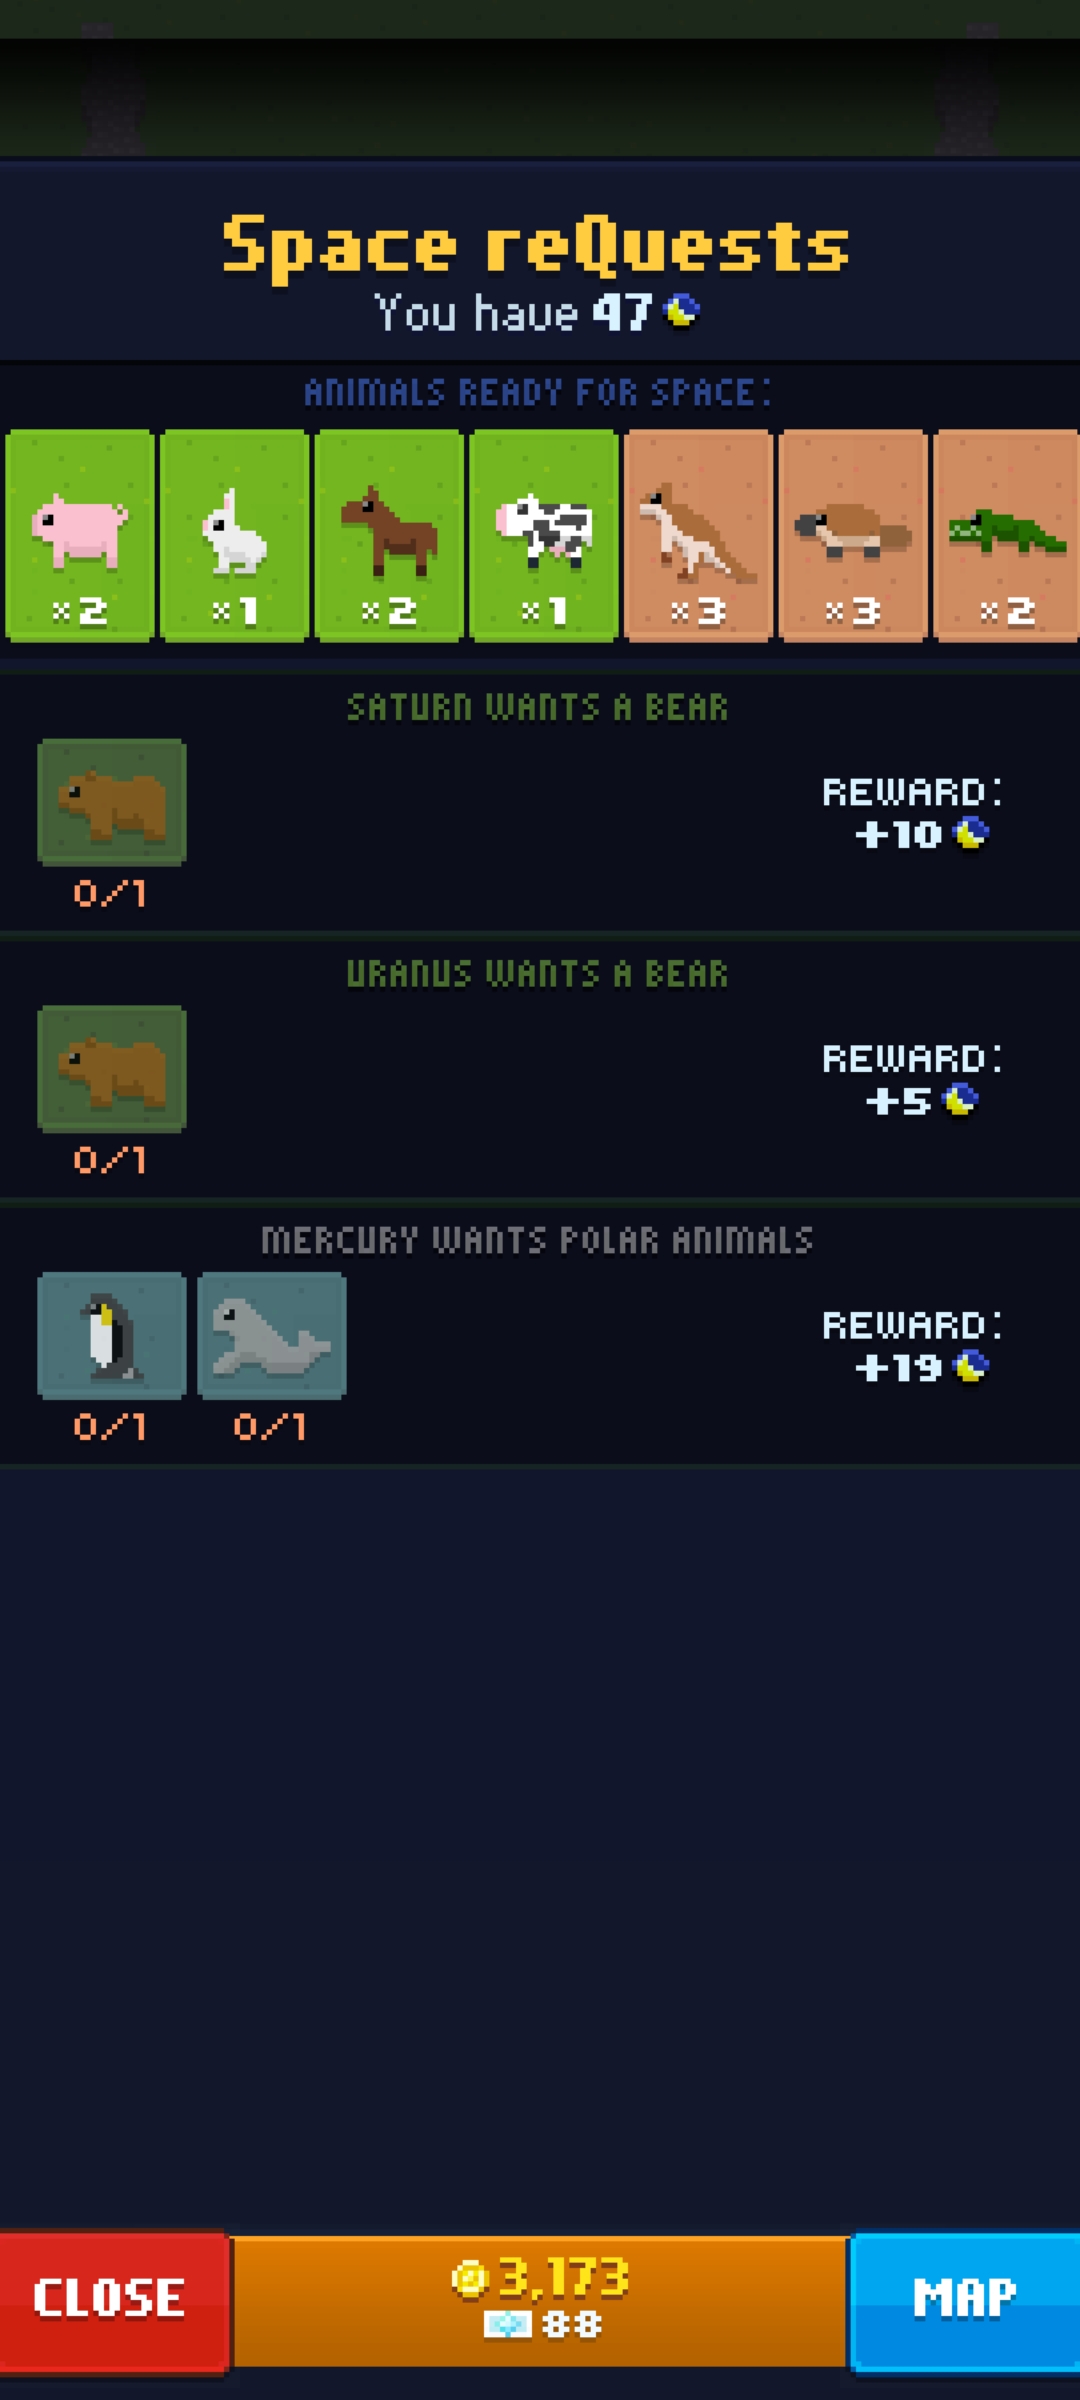 Space reQuests
You have 47
ANIMALS READY FOR SPACE:
×2 ×1 ×2 ×1 ×3 ×3 ×2
SATURN WANTS A BEAR
REWARD:
+10
0/1
URANUS WANTS A BEAR
REWARD:
+5
0/1
MERCURY WANTS POLAR ANIMALS
REWARD:
+19
0/1 0/1
CLOSE
3,173
88
MAP